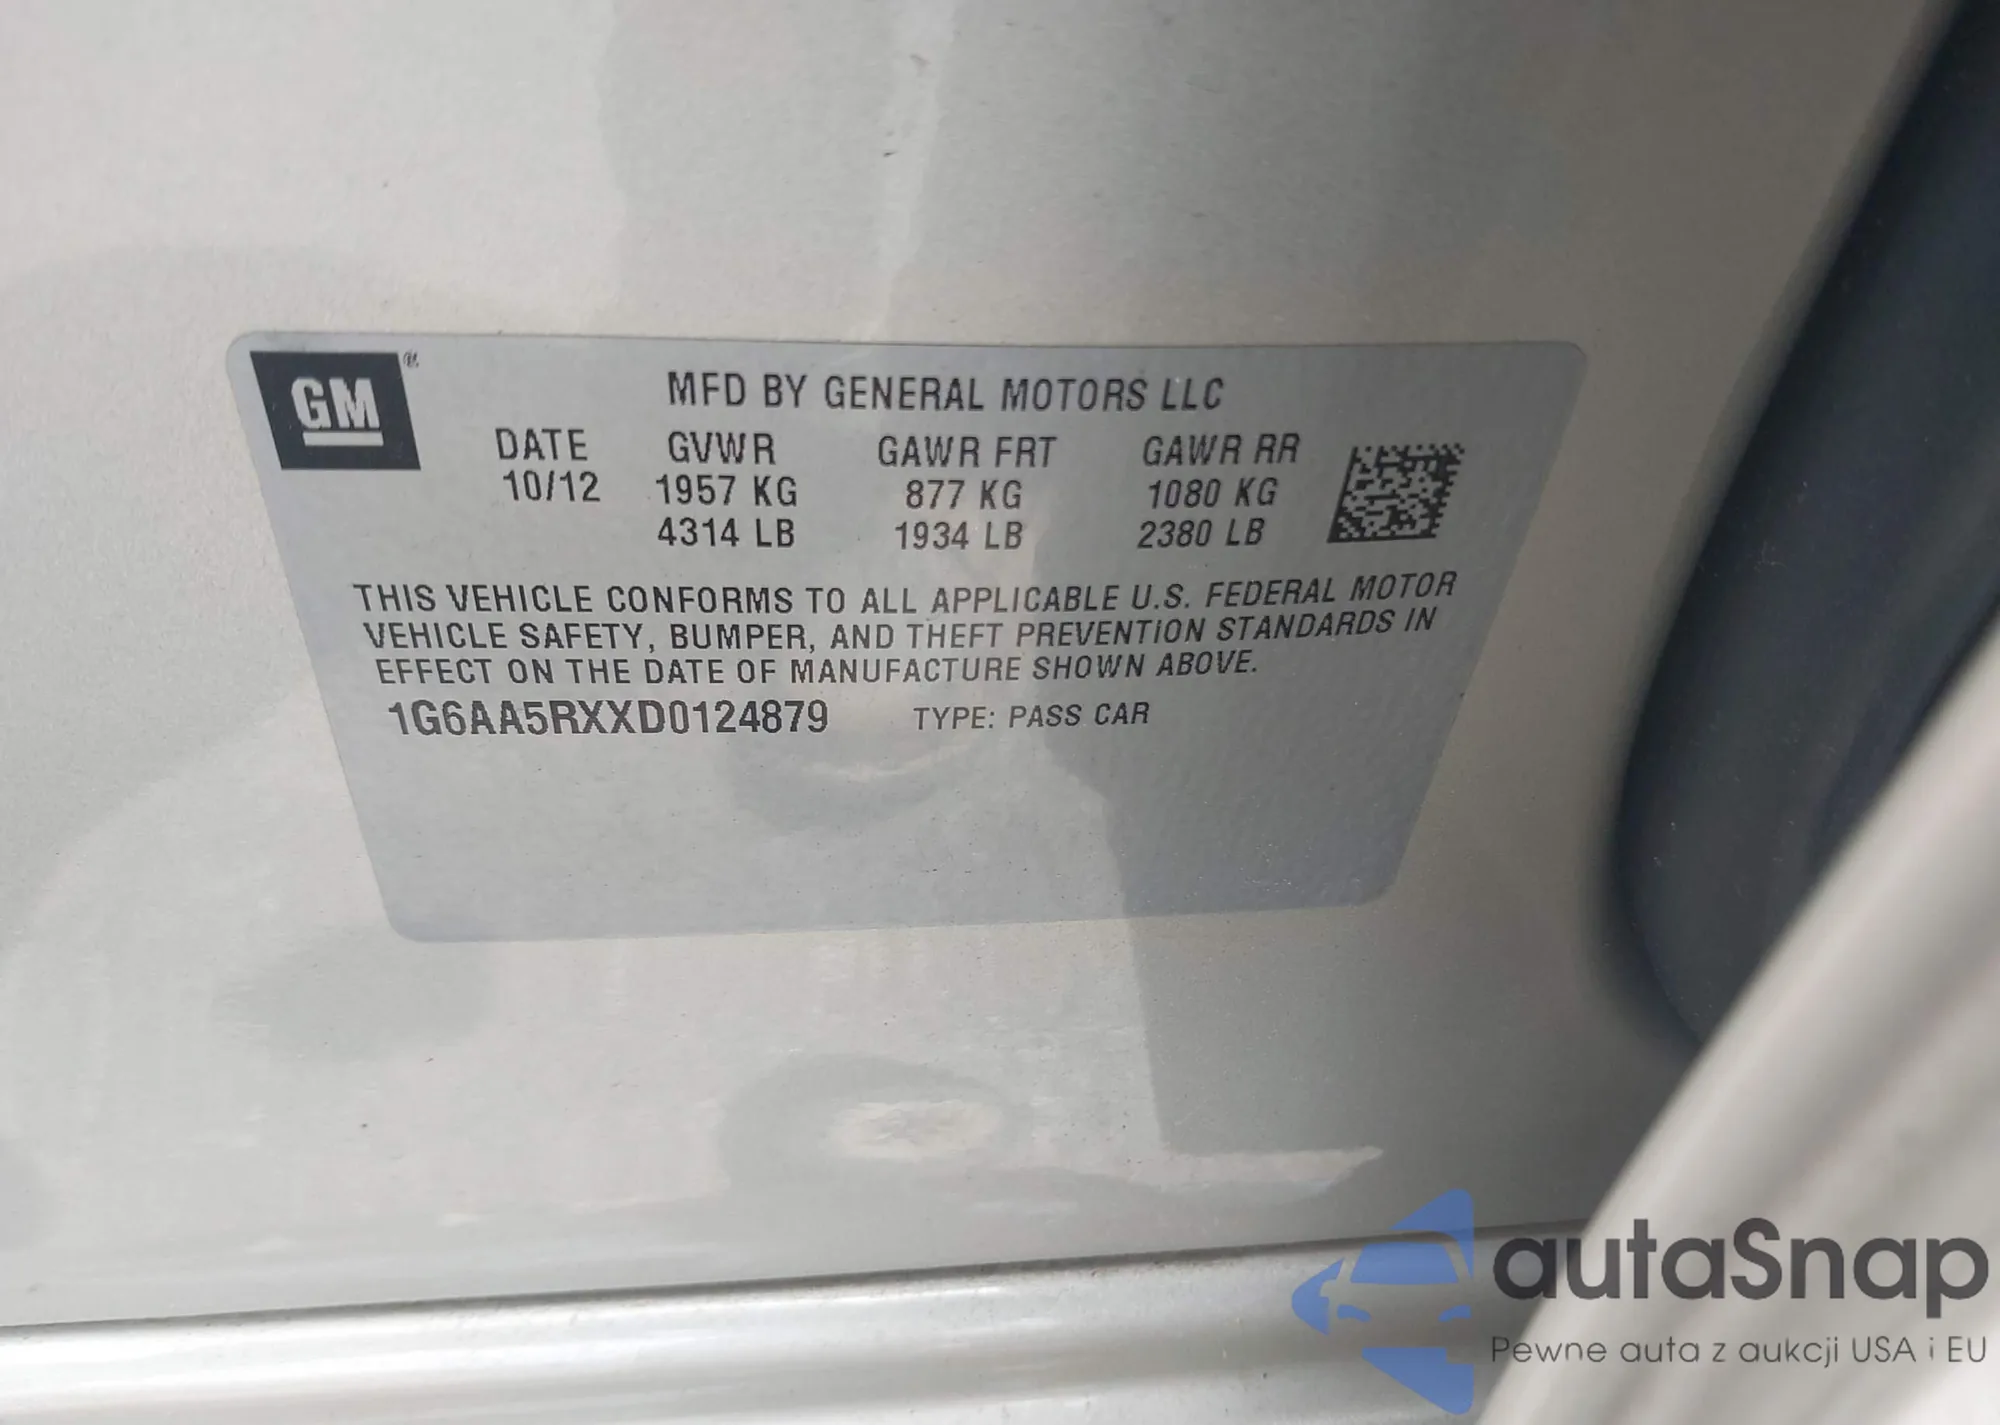 GM
MFD BY GENERAL MOTORS LLC
DATE GVWR GAWR FRT GAWR RR
10/12 1957 KG 877 KG 1080 KG
4314 LB 1934 LB 2380 LB
THIS VEHICLE CONFORMS TO ALL APPLICABLE U.S. FEDERAL MOTOR
VEHICLE SAFETY, BUMPER, AND THEFT PREVENTION STANDARDS IN
EFFECT ON THE DATE OF MANUFACTURE SHOWN ABOVE.
1G6AA5RXXD0124879 TYPE: PASS CAR
autaSnap
Pewne auta z aukcji USA i EU